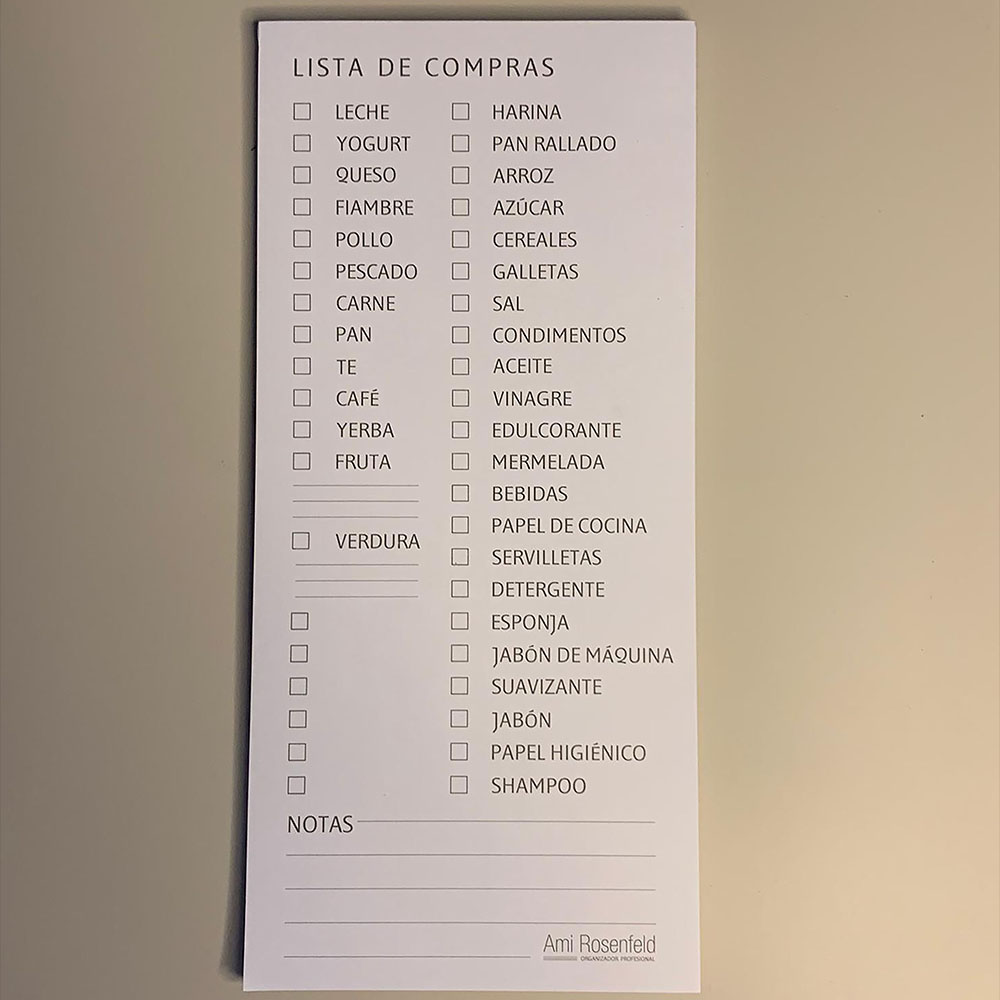 LISTA DE COMPRAS
LECHE
YOGURT
QUESO
FIAMBRE
POLLO
PESCADO
CARNE
PAN
TE
CAFÉ
YERBA
FRUTA
VERDURA
HARINA
PAN RALLADO
ARROZ
AZÚCAR
CEREALES
GALLETAS
SAL
CONDIMENTOS
ACEITE
VINAGRE
EDULCORANTE
MERMELADA
BEBIDAS
PAPEL DE COCINA
SERVILLETAS
DETERGENTE
ESPONJA
JABÓN DE MÁQUINA
SUAVIZANTE
JABÓN
PAPEL HIGIÉNICO
SHAMPOO
NOTAS
Ami Rosenfeld
ORGANIZADOR PROFESIONAL